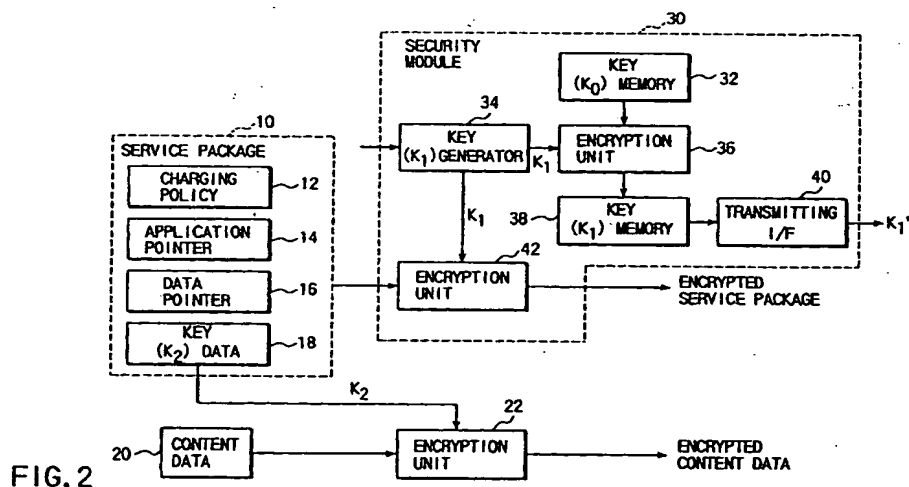 30
SECURITY
MODULE
KEY
(K0) MEMORY
32
34
KEY
(K1) GENERATOR
K1
ENCRYPTION
UNIT
36
10
SERVICE PACKAGE
CHARGING
POLICY
12
K1
38
KEY
(K1) MEMORY
40
TRANSMITTING
I/F
K1'
APPLICATION
POINTER
14
42
ENCRYPTION
UNIT
ENCRYPTED
SERVICE PACKAGE
DATA
POINTER
16
KEY
(K2) DATA
18
K2
22
20
CONTENT
DATA
ENCRYPTION
UNIT
ENCRYPTED
CONTENT DATA
FIG.2